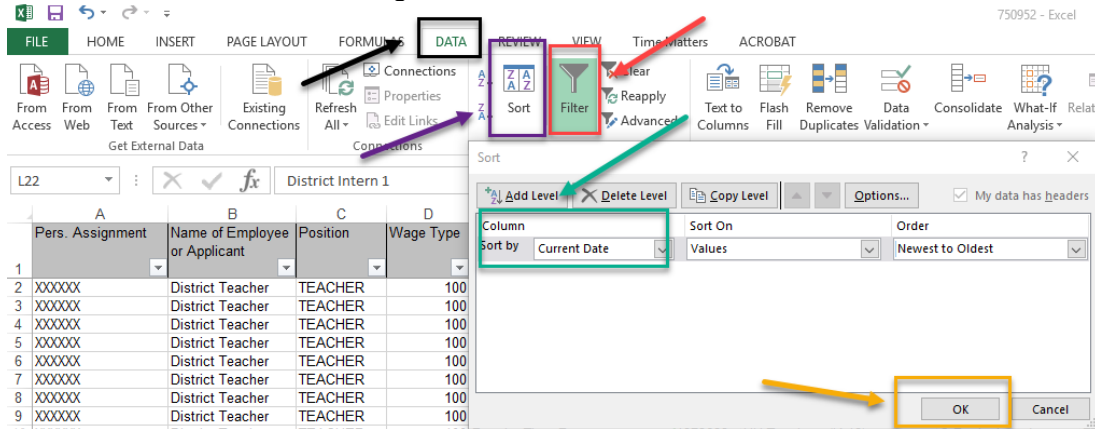 750952 - Excel
FILE HOME INSERT PAGE LAYOUT FORMULAS DATA REVIEW VIEW Time Matters ACROBAT
From Access
From Web
From Text
From Other Sources
Existing Connections
Refresh All
Connections
Properties
Edit Links
Sort
Filter
Clear
Reapply
Advanced
Text to Columns
Flash Fill
Remove Duplicates
Data Validation
Consolidate
What-If Analysis
Get External Data
Connections
L22
fx
District Intern 1
A B C D
Pers. Assignment
Name of Employee or Applicant
Position
Wage Type
1
2 XXXXXX District Teacher TEACHER 100
3 XXXXXX District Teacher TEACHER 100
4 XXXXXX District Teacher TEACHER 100
5 XXXXXX District Teacher TEACHER 100
6 XXXXXX District Teacher TEACHER 100
7 XXXXXX District Teacher TEACHER 100
8 XXXXXX District Teacher TEACHER 100
9 XXXXXX District Teacher TEACHER 100
Sort ?
Add Level Delete Level Copy Level Options... My data has headers
Column Sort On Order
Sort by Current Date Values Newest to Oldest
OK Cancel